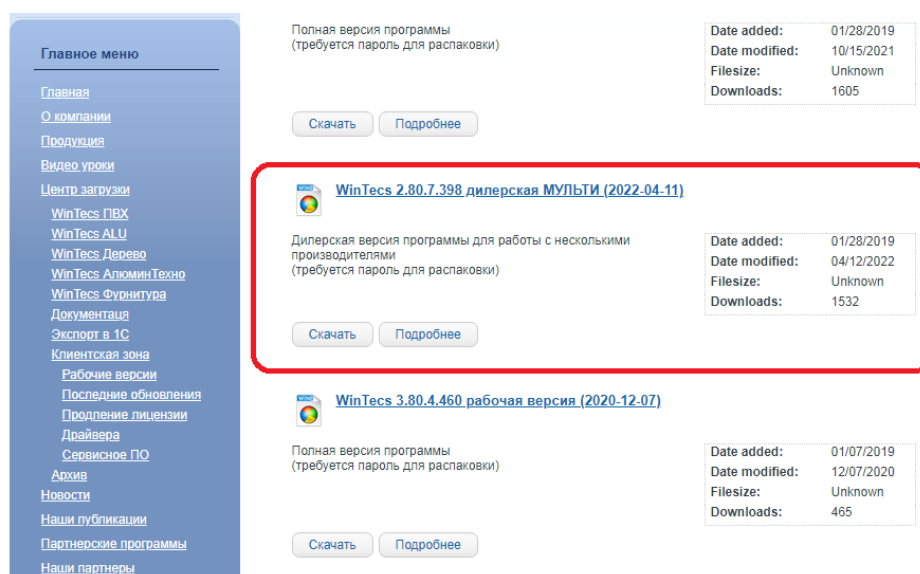 Главное меню
Главная
О компании
Продукция
Видео уроки
Центр загрузки
WinTecs ПВХ
WinTecs ALU
WinTecs Дерево
WinTecs АлюминТехно
WinTecs Фурнитура
Документаця
Экспорт в 1С
Клиентская зона
Рабочие версии
Последние обновления
Продление лицензии
Драйвера
Сервисное ПО
Архив
Новости
Наши публикации
Партнерские программы
Наши партнеры
Полная версия программы
(требуется пароль для распаковки)
Date added: 01/28/2019
Date modified: 10/15/2021
Filesize: Unknown
Downloads: 1605
Скачать Подробнее
WinTecs 2.80.7.398 дилерская МУЛЬТИ (2022-04-11)
Дилерская версия программы для работы с несколькими
производителями
(требуется пароль для распаковки)
Date added: 01/28/2019
Date modified: 04/12/2022
Filesize: Unknown
Downloads: 1532
Скачать Подробнее
WinTecs 3.80.4.460 рабочая версия (2020-12-07)
Полная версия программы
(требуется пароль для распаковки)
Date added: 01/07/2019
Date modified: 12/07/2020
Filesize: Unknown
Downloads: 465
Скачать Подробнее